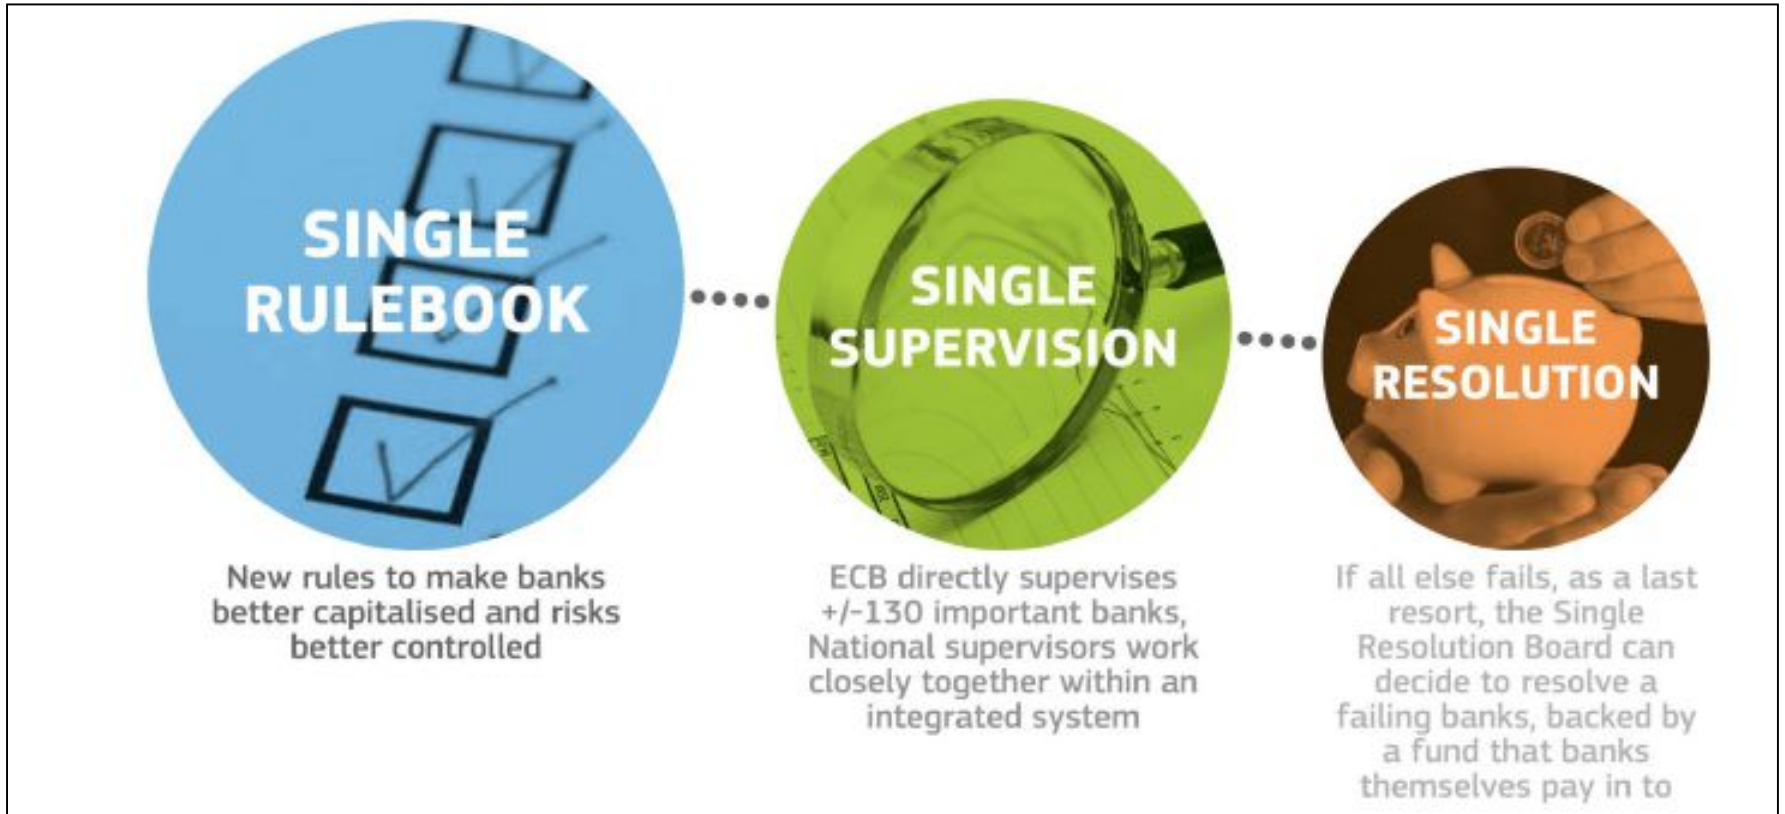 SINGLE
RULEBOOK
New rules to make banks
better capitalised and risks
better controlled
SINGLE
SUPERVISION
ECB directly supervises
+/-130 important banks,
National supervisors work
closely together within an
integrated system
SINGLE
RESOLUTION
If all else fails, as a last
resort, the Single
Resolution Board can
decide to resolve a
failing banks, backed by
a fund that banks
themselves pay in to